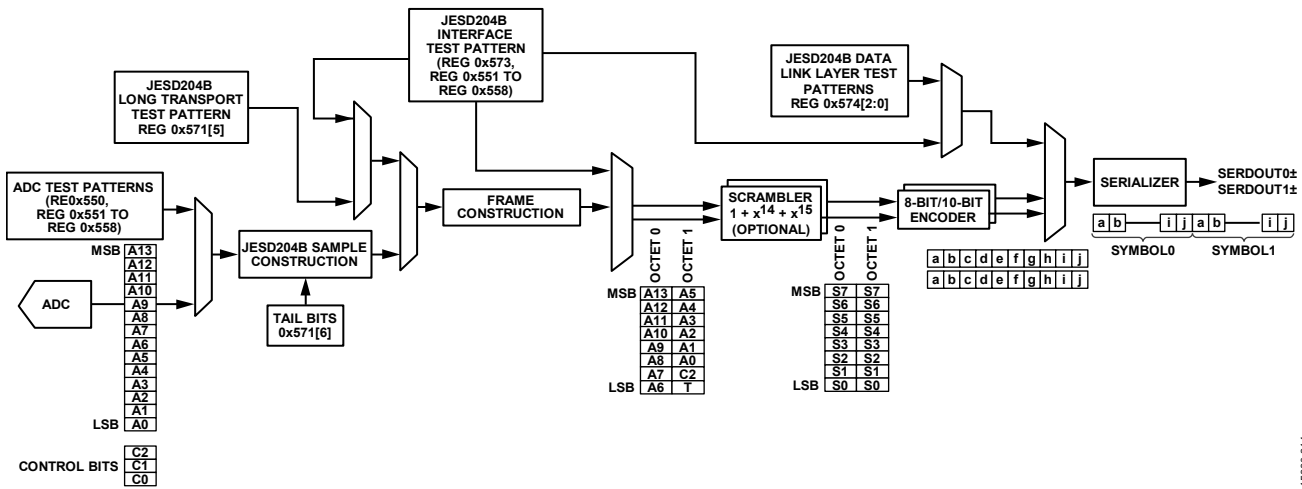 JESD204B
INTERFACE
TEST PATTERN
(REG 0x573,
REG 0x551 TO
REG 0x558)
JESD204B DATA
LINK LAYER TEST
PATTERNS
REG 0x574[2:0]
JESD204B
LONG TRANSPORT
TEST PATTERN
REG 0x571[5]
ADC TEST PATTERNS
(RE0x550,
REG 0x551 TO
REG 0x558)
MSB A13
A12
A11
A10
A9
A8
A7
A6
A5
A4
A3
A2
A1
LSB A0
ADC
CONTROL BITS
C2
C1
C0
JESD204B SAMPLE
CONSTRUCTION
TAIL BITS
0x571[6]
FRAME
CONSTRUCTION
OCTET 0 OCTET 1
MSB A13 A5
A12 A4
A11 A3
A10 A2
A9 A1
A8 A0
A7 C2
LSB A6 T
SCRAMBLER
1 + x14 + x15
(OPTIONAL)
OCTET 0 OCTET 1
MSB S7 S7
S6 S6
S5 S5
S4 S4
S3 S3
S2 S2
S1 S1
LSB S0 S0
8-BIT/10-BIT
ENCODER
a b c d e f g h i j
a b c d e f g h i j
SERIALIZER
SERDOUT0±
SERDOUT1±
a b i j a b i j
SYMBOL0 SYMBOL1